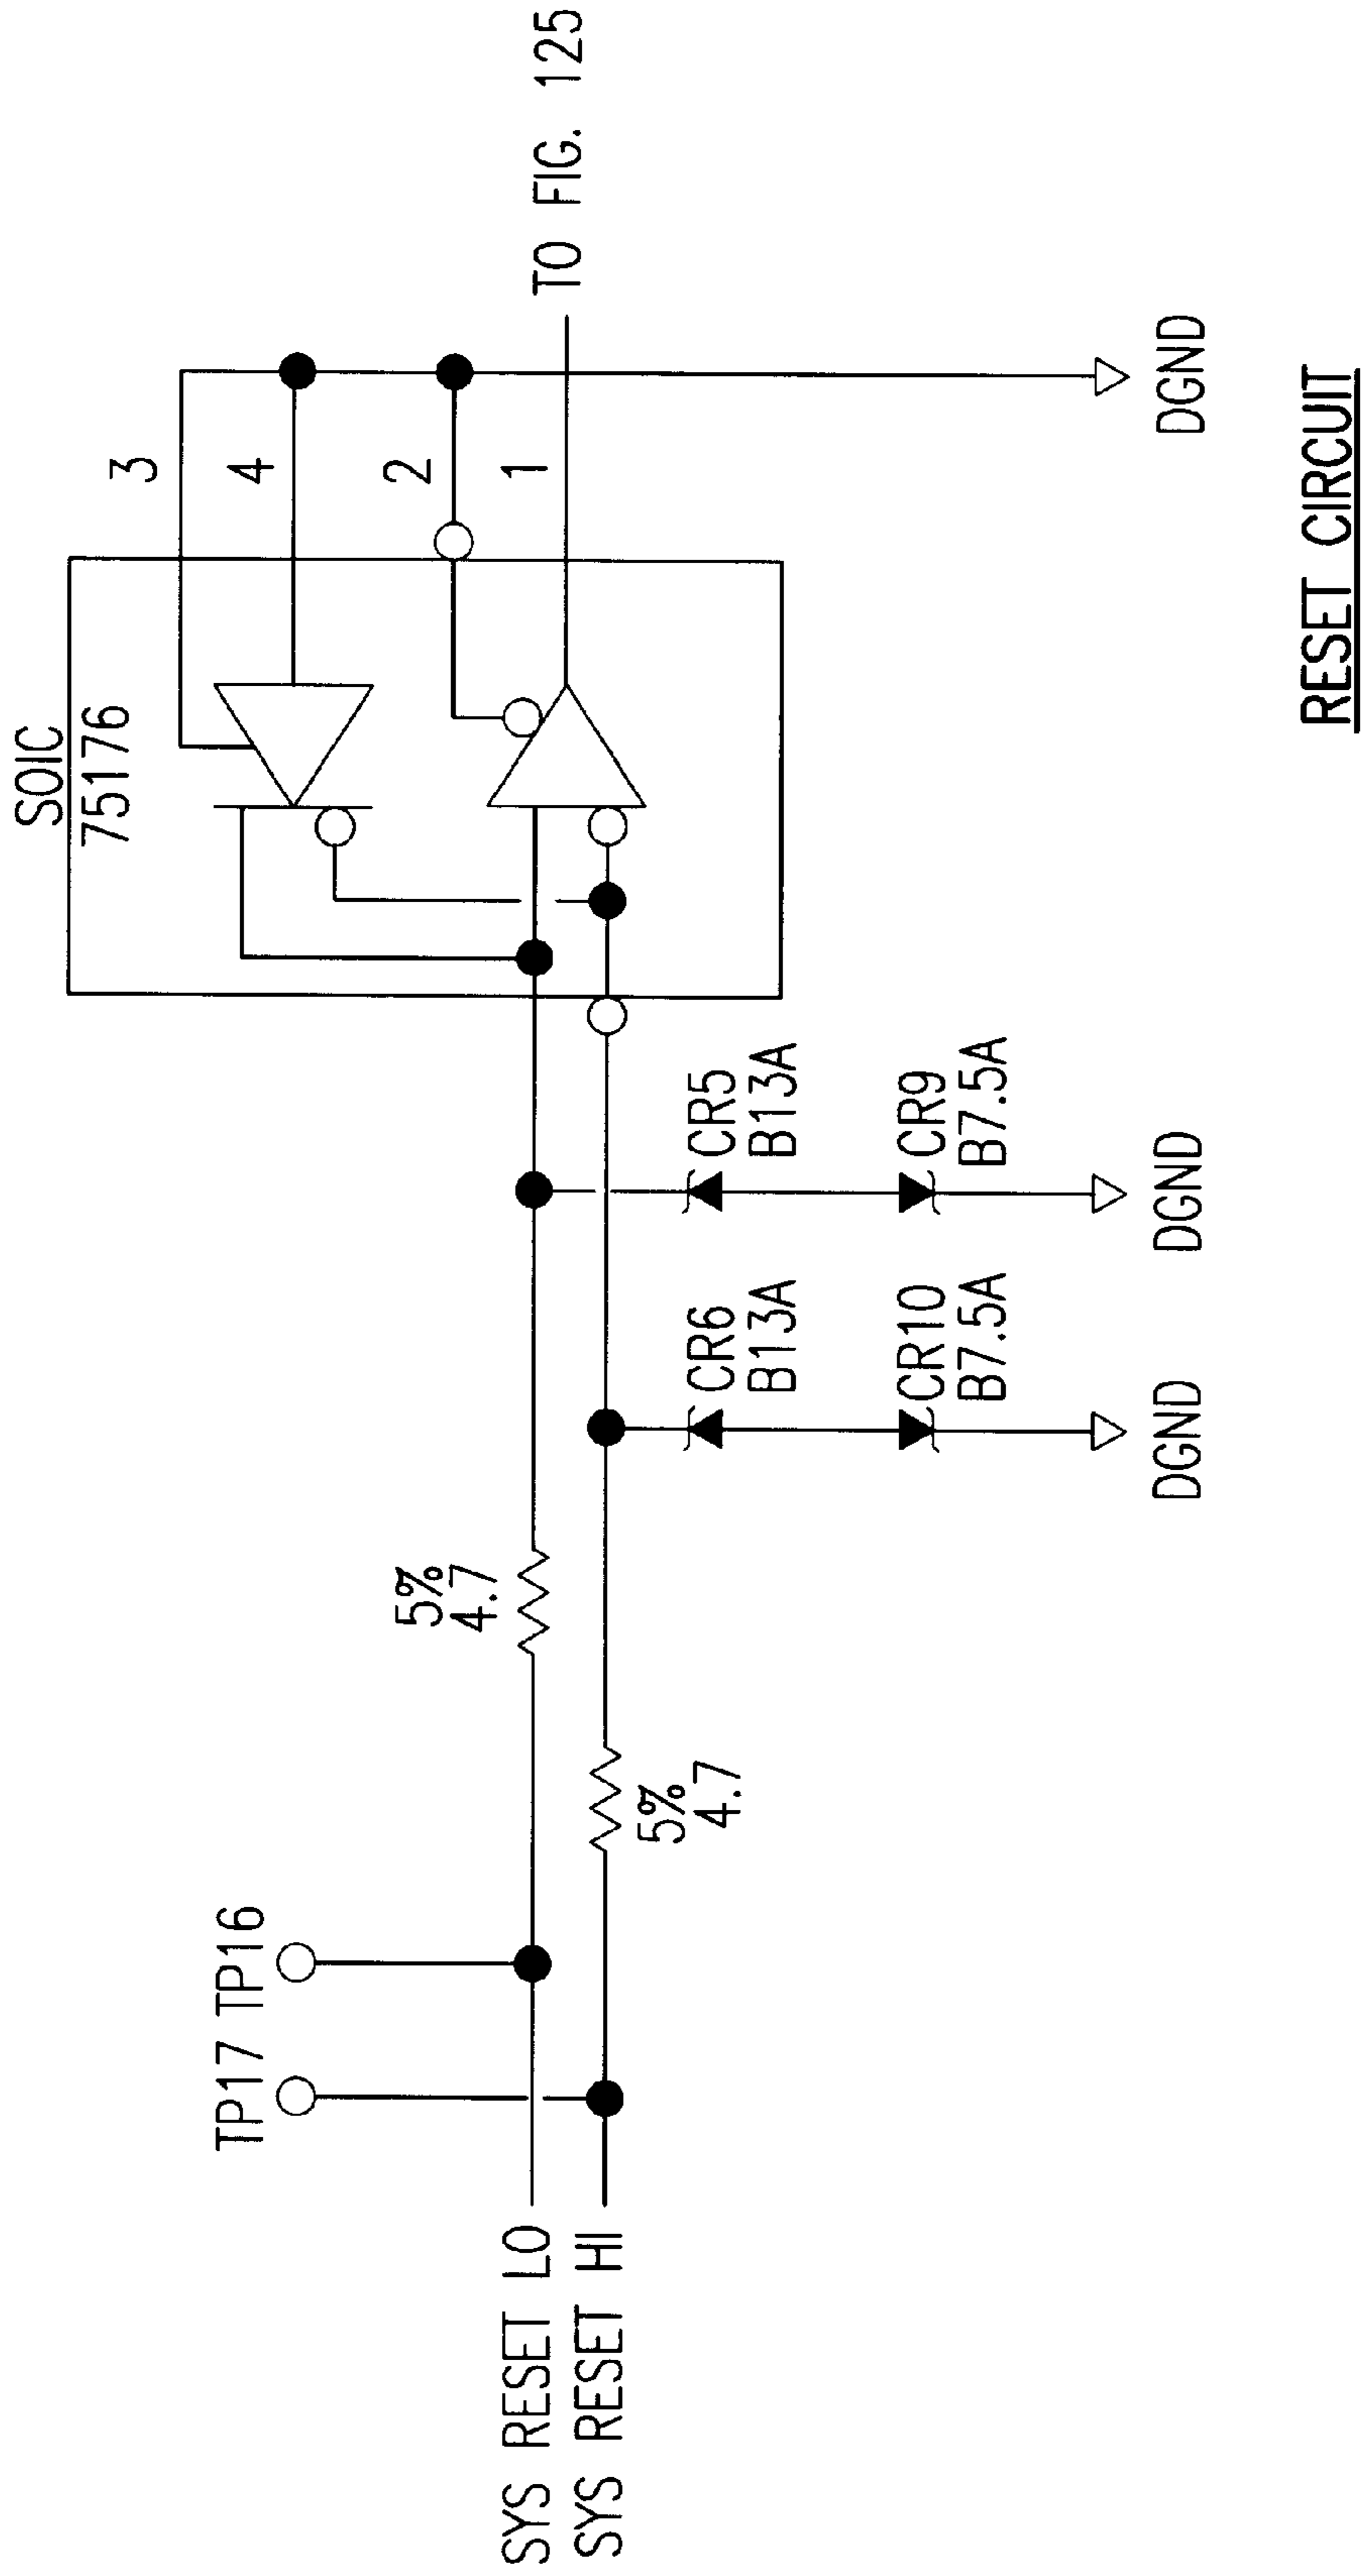 SOIC
75176
3
4
2
1
TO FIG. 125
TP17 TP16
5%
4.7
SYS RESET LO
SYS RESET HI
5%
4.7
CR6
B13A
CR5
B13A
CR10
B7.5A
CR9
B7.5A
DGND
DGND
DGND
RESET CIRCUIT